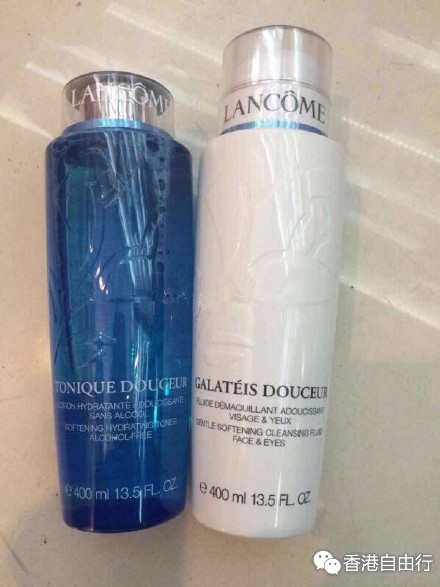 LANCÔME
TONIQUE DOUCEUR
LOTION HYDRATANTE ADOUCISSANTE
SANS ALCOOL
SOFTENING HYDRATING TONER
ALCOHOL-FREE
e 400 ml 13.5 FL. OZ.
LANCÔME
GALATÉIS DOUCEUR
FLUIDE DÉMAQUILLANT ADOUCISSANT
VISAGE & YEUX
GENTLE SOFTENING CLEANSING FLUID
FACE & EYES
e 400 ml 13.5 FL. OZ.
香港自由行